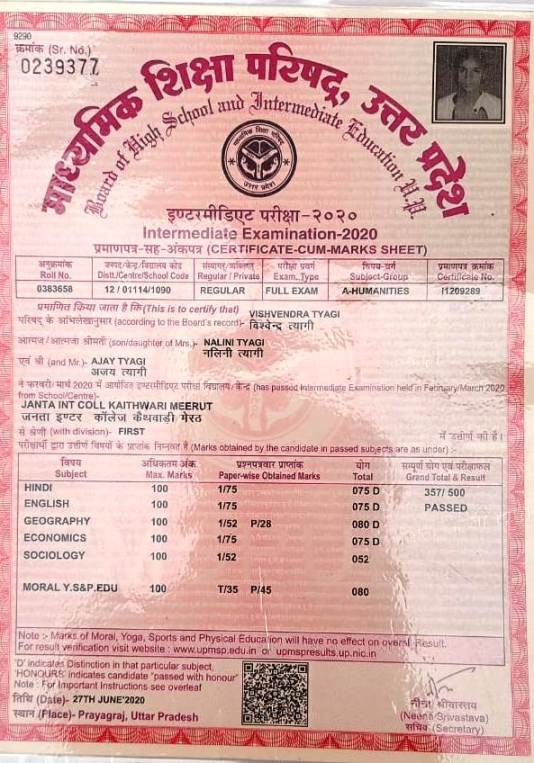 9290
क्रमांक (Sr. No.)
0239377
माध्यमिक शिक्षा परिषद्, उत्तर प्रदेश
Board of High School and Intermediate Education U.P.
माध्यमिक शिक्षा परिषद
उत्तर प्रदेश
इण्टरमीडिएट परीक्षा-२०२०
Intermediate Examination-2020
प्रमाणपत्र-सह-अंकपत्र (CERTIFICATE-CUM-MARKS SHEET)
अनुक्रमांक जनपद/केन्द्र/विद्यालय कोड संस्थागत/व्यक्तिगत परीक्षा प्रवर्ग विषय-वर्ग प्रमाणपत्र क्रमांक
Roll No. Distt./Centre/School Code Regular / Private Exam. Type Subject-Group Certificate No.
0383658 12 / 01114/1090 REGULAR FULL EXAM A-HUMANITIES I1209289
प्रमाणित किया जाता है कि (This is to certify that) VISHVENDRA TYAGI
परिषद् के अभिलेखानुसार (according to the Board's record)- विश्वेन्द्र त्यागी
आत्मज/आत्मजा श्रीमती (son/daughter of Mrs.)- NALINI TYAGI
नलिनी त्यागी
एवं श्री (and Mr.)- AJAY TYAGI
अजय त्यागी
ने फरवरी/मार्च 2020 में आयोजित इण्टरमीडिएट परीक्षा विद्यालय/केन्द्र (has passed Intermediate Examination held in February/March 2020
from School/Centre)-
JANTA INT COLL KAITHWARI MEERUT
जनता इण्टर कॉलेज कैथवाड़ी मेरठ
से श्रेणी (with division)- FIRST में उत्तीर्ण की है।
परीक्षार्थी द्वारा उत्तीर्ण विषयों के प्राप्तांक निम्नवत हैं (Marks obtained by the candidate in passed subjects are as under) :-
विषय अधिकतम अंक प्रश्नपत्रवार प्राप्तांक योग सम्पूर्ण योग एवं परीक्षाफल
Subject Max. Marks Paper-wise Obtained Marks Total Grand Total & Result
HINDI 100 1/75 075 D 357/ 500
ENGLISH 100 1/75 075 D PASSED
GEOGRAPHY 100 1/52 P/28 080 D
ECONOMICS 100 1/75 075 D
SOCIOLOGY 100 1/52 052
MORAL Y.S&P.EDU 100 T/35 P/45 080
Note :- Marks of Moral, Yoga, Sports and Physical Education will have no effect on overall Result.
For result verification visit website : www.upmsp.edu.in or upmspresults.up.nic.in
'D' indicates Distinction in that particular subject.
'HONOURS' indicates candidate "passed with honour"
Note : For Important Instructions see overleaf
तिथि (Date)- 27TH JUNE'2020
स्थान (Place)- Prayagraj, Uttar Pradesh
नीना श्रीवास्तव
(Neena Srivastava)
सचिव (Secretary)